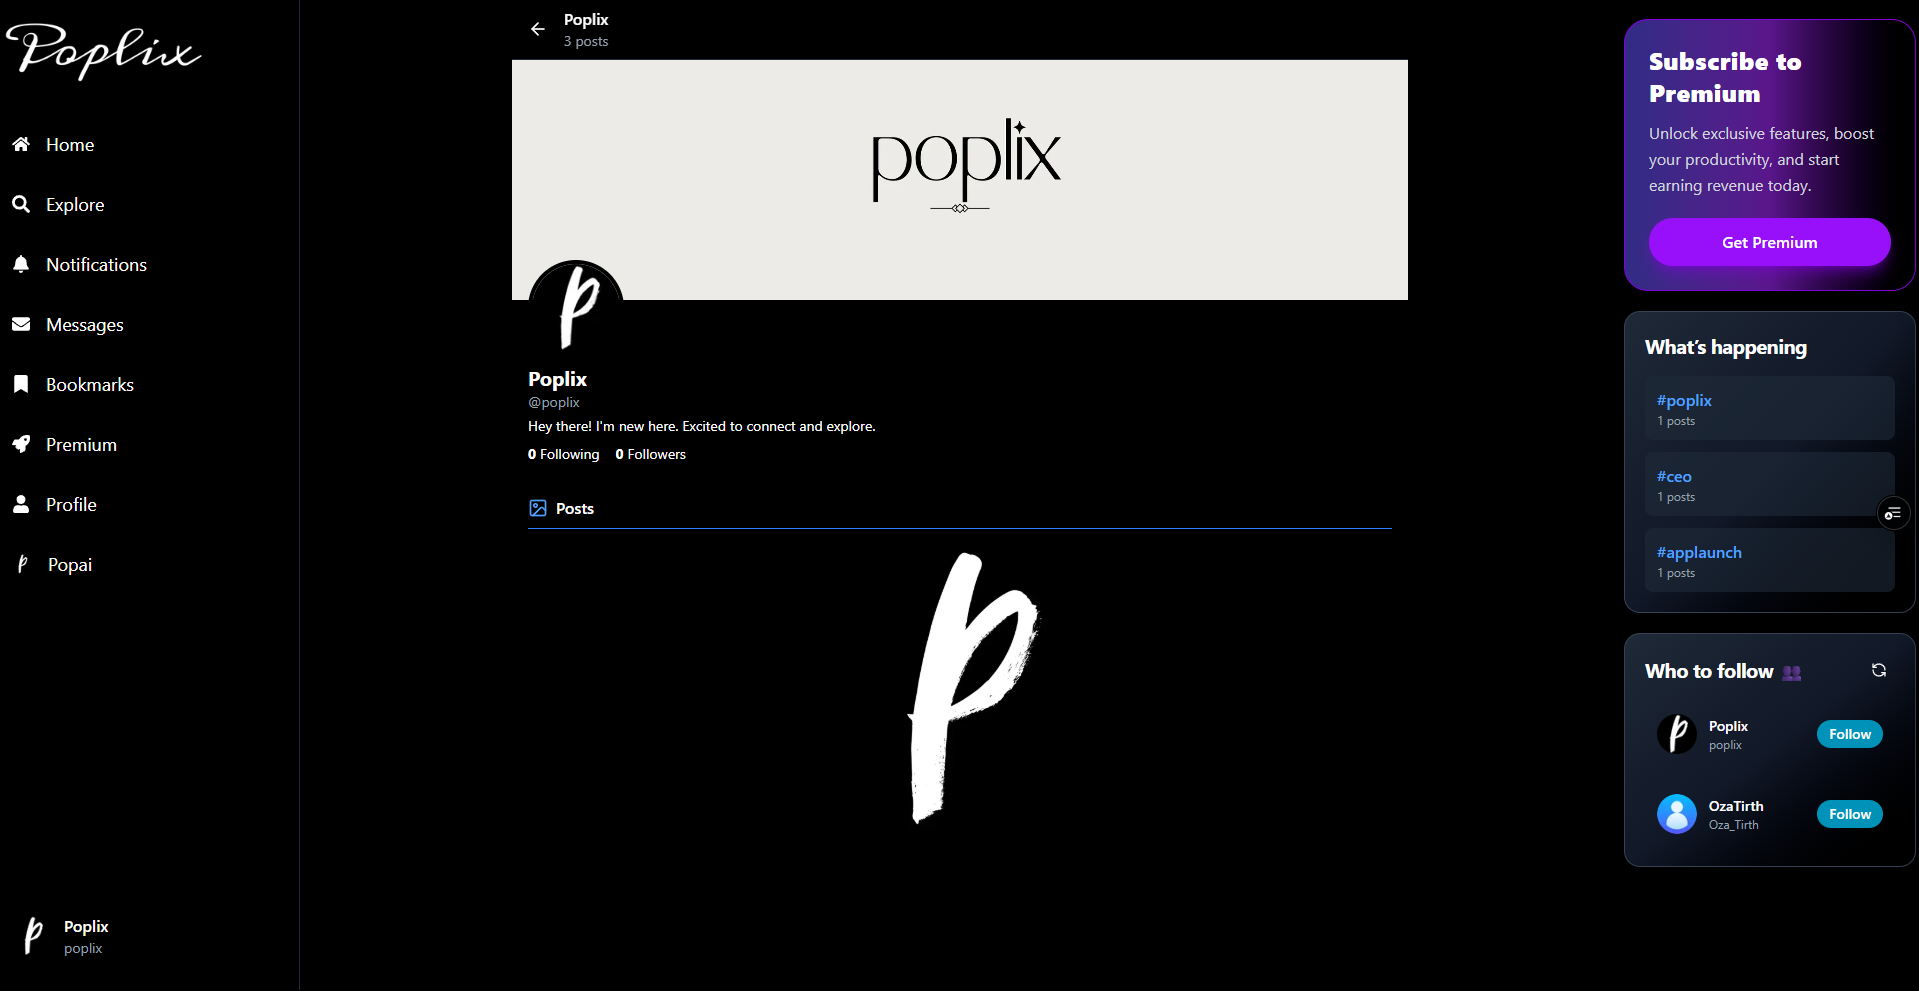 Poplix
Home
Explore
Notifications
Messages
Bookmarks
Premium
Profile
Popai
Poplix
poplix
Poplix
3 posts
poplix
Poplix
@poplix
Hey there! I'm new here. Excited to connect and explore.
0 Following 0 Followers
Posts
Subscribe to
Premium
Unlock exclusive features, boost
your productivity, and start
earning revenue today.
Get Premium
What's happening
#poplix
1 posts
#ceo
1 posts
#applaunch
1 posts
Who to follow
Poplix
poplix
Follow
OzaTirth
Oza_Tirth
Follow